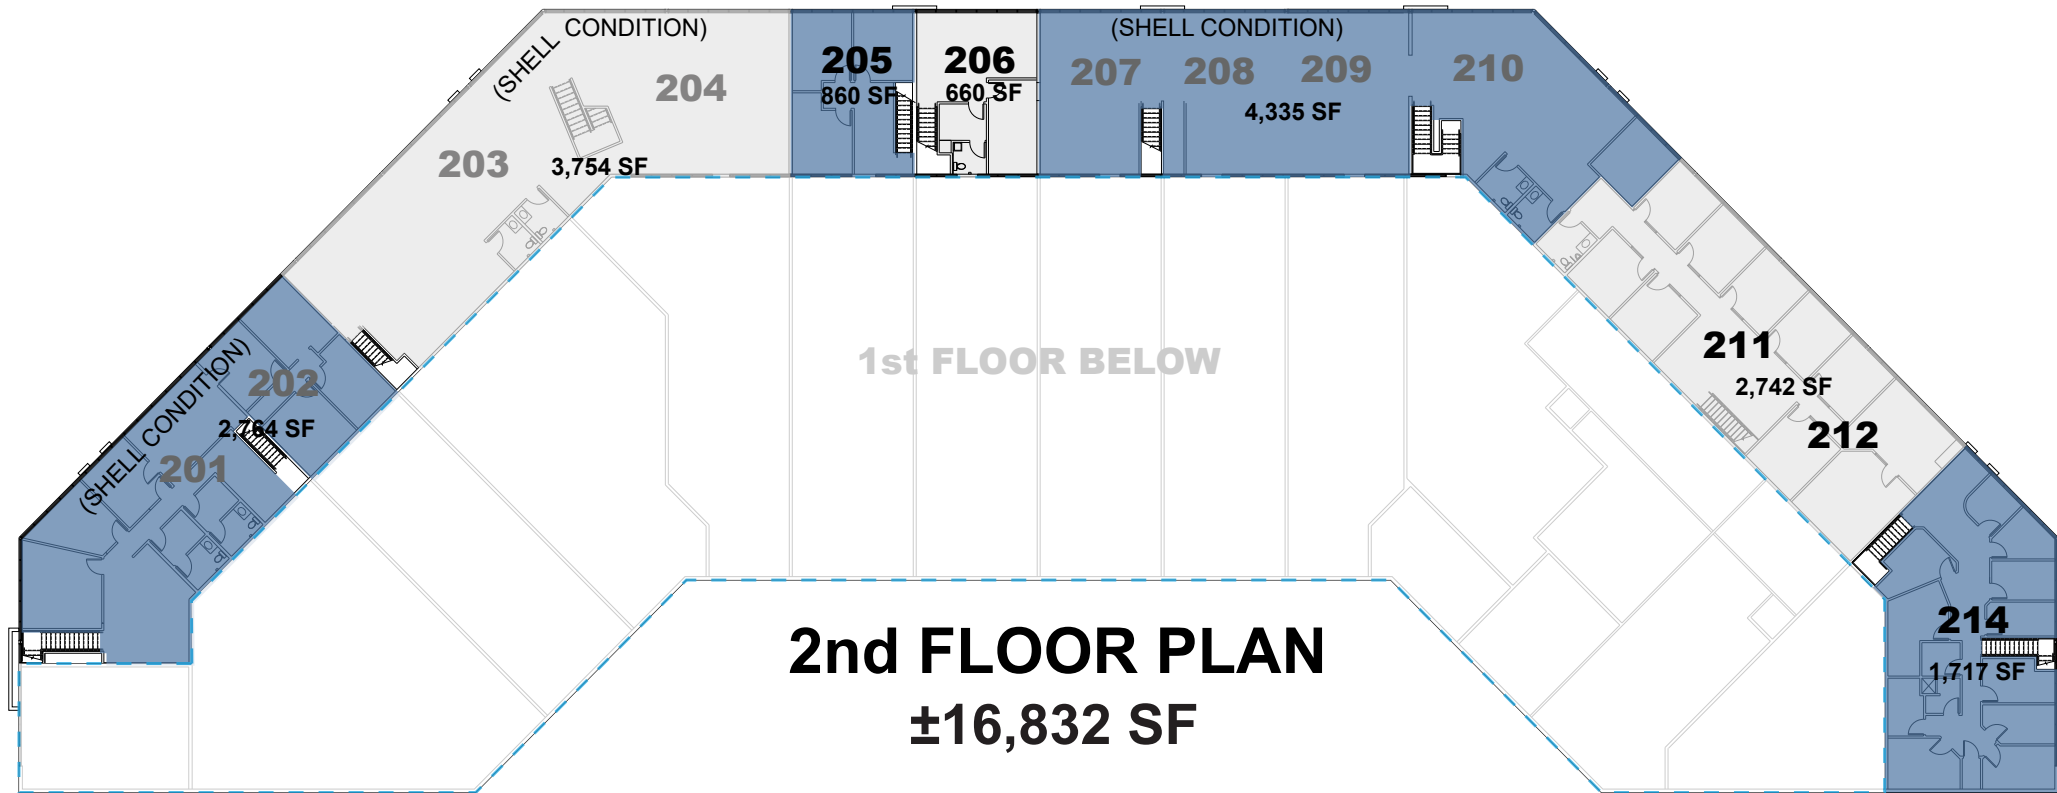 (SHELL CONDITION)
(SHELL CONDITION)
205
860 SF
206
660 SF
207
208
209
210
4,335 SF
204
203
3,754 SF
(SHELL CONDITION)
202
2,764 SF
201
1st FLOOR BELOW
211
2,742 SF
212
214
1,717 SF
2nd FLOOR PLAN
±16,832 SF